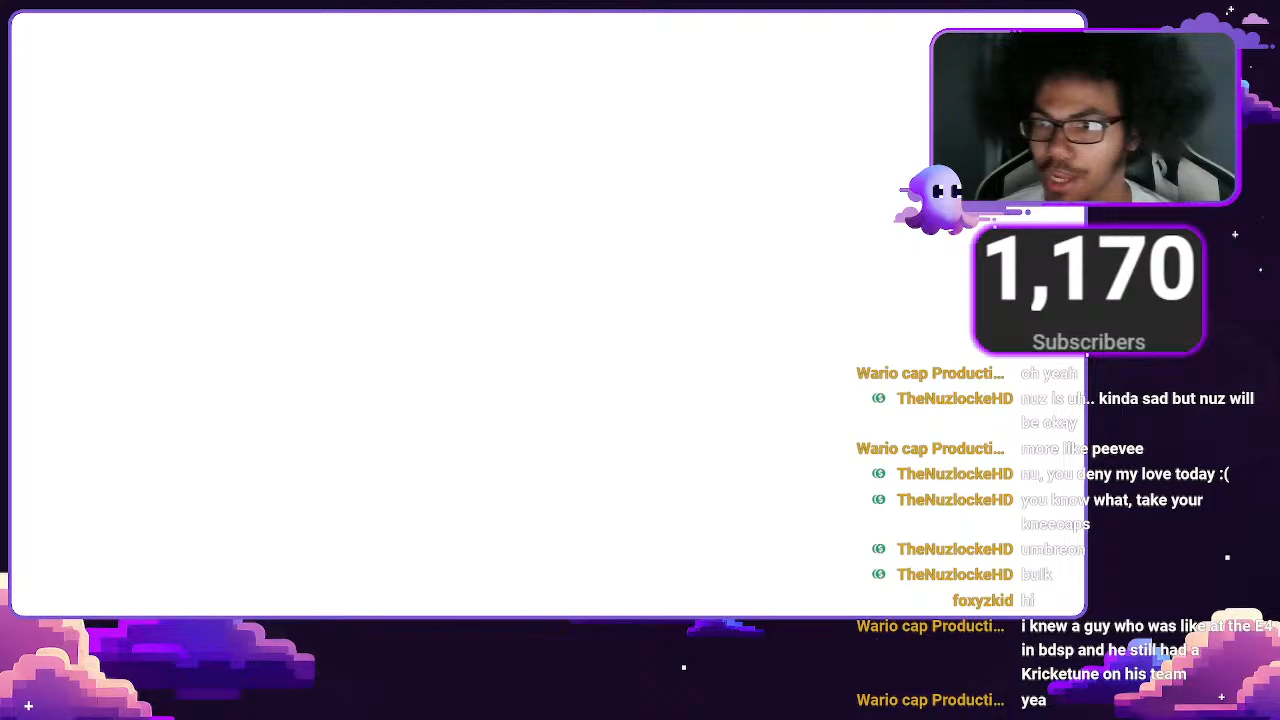 1,170
Subscribers
Wario cap Producti... oh yeah
TheNuzlockeHD nuz is uh.. kinda sad but nuz will
be okay
Wario cap Producti... more like peevee
TheNuzlockeHD nu, you deny my love today :(
TheNuzlockeHD you know what, take your
kneecaps
TheNuzlockeHD umbreon
TheNuzlockeHD bulk
foxyzkid hi
Wario cap Producti... i knew a guy who was like at the E4
in bdsp and he still had a
Kricketune on his team
Wario cap Producti... yea